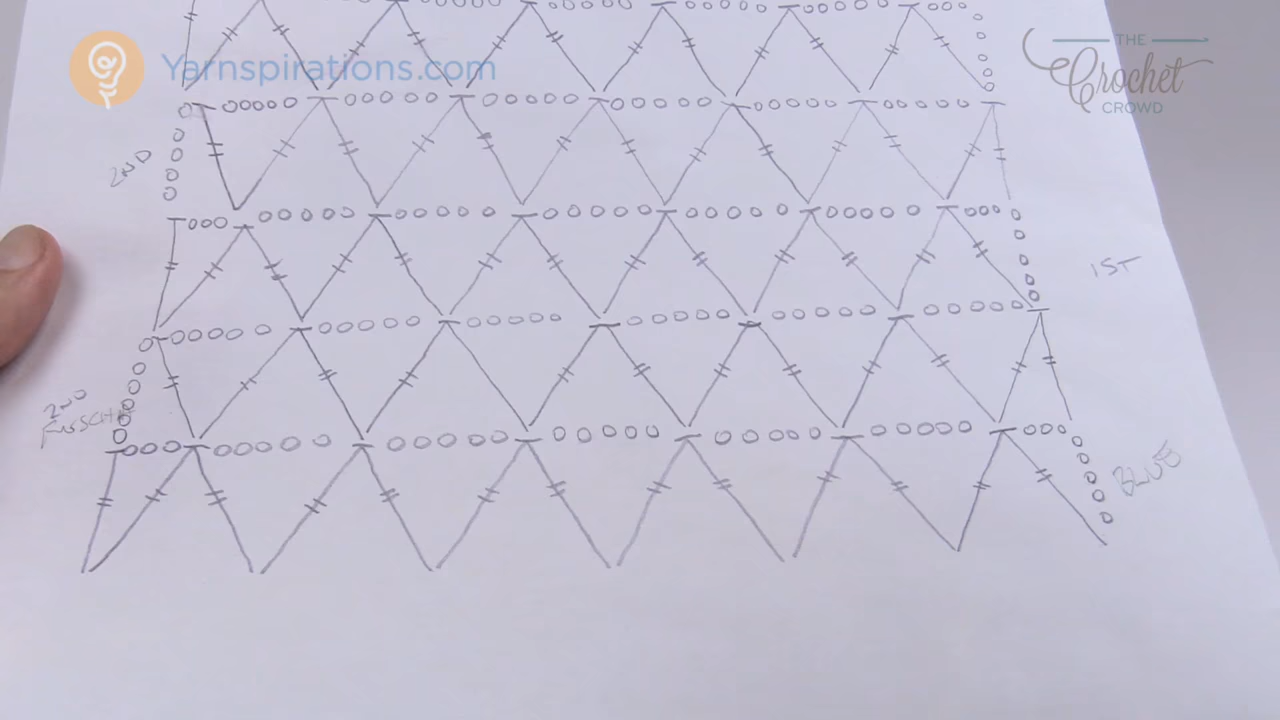 Yarnspirations.com
THE
Crochet
CROWD
2ND
1ST
2ND
BLUE